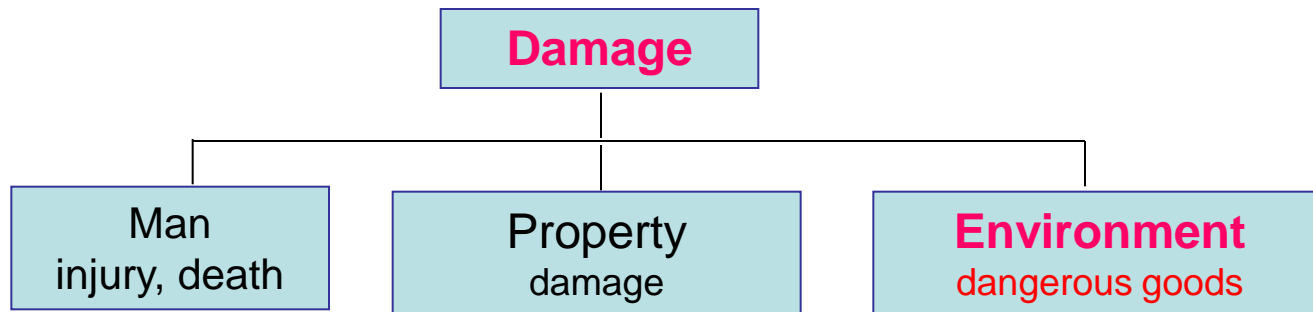 Damage
Man
injury, death
Property
damage
Environment
dangerous goods